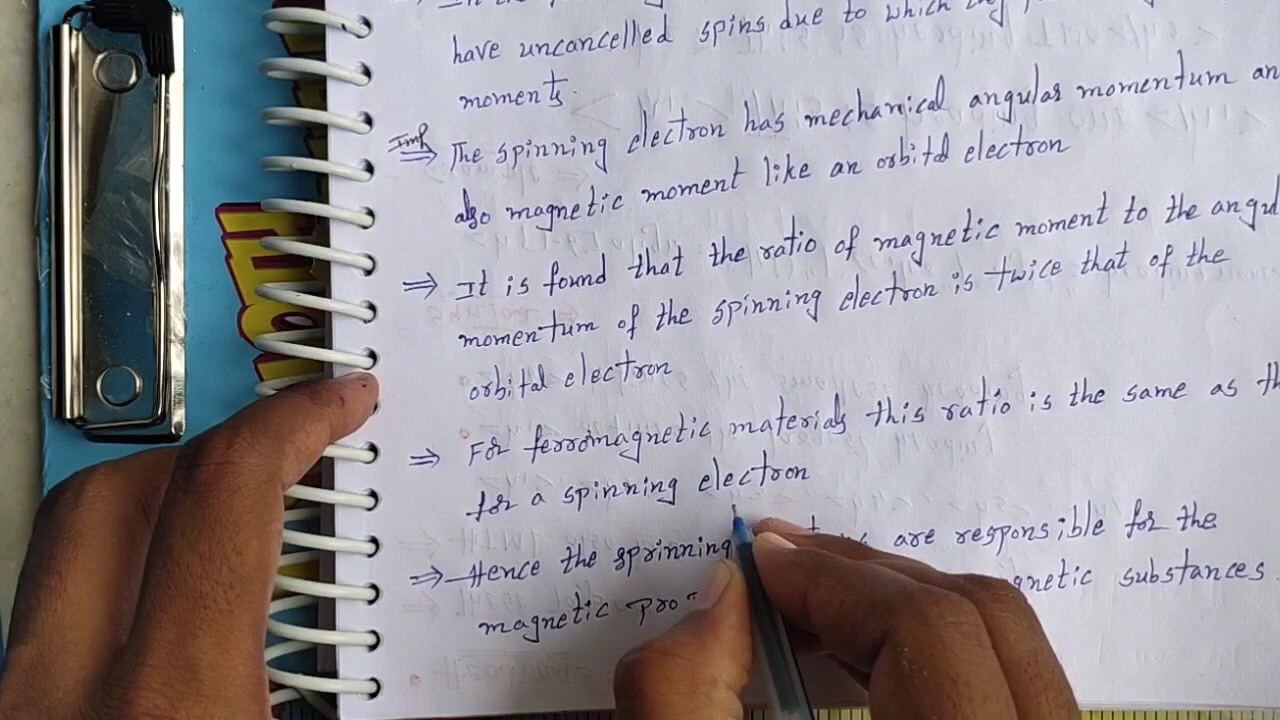 have uncancelled spins due to which
moments.
Imp
⇒ The spinning electron has mechanical angular momentum an
also magnetic moment like an orbitd electron
⇒ It is found that the ratio of magnetic moment to the angul
momentum of the spinning electron is twice that of the
orbital electron
⇒ For ferromagnetic materials this ratio is the same as th
for a spinning electron
⇒ Hence the sprinning are responsible for the
magnetic pro gnetic substances.